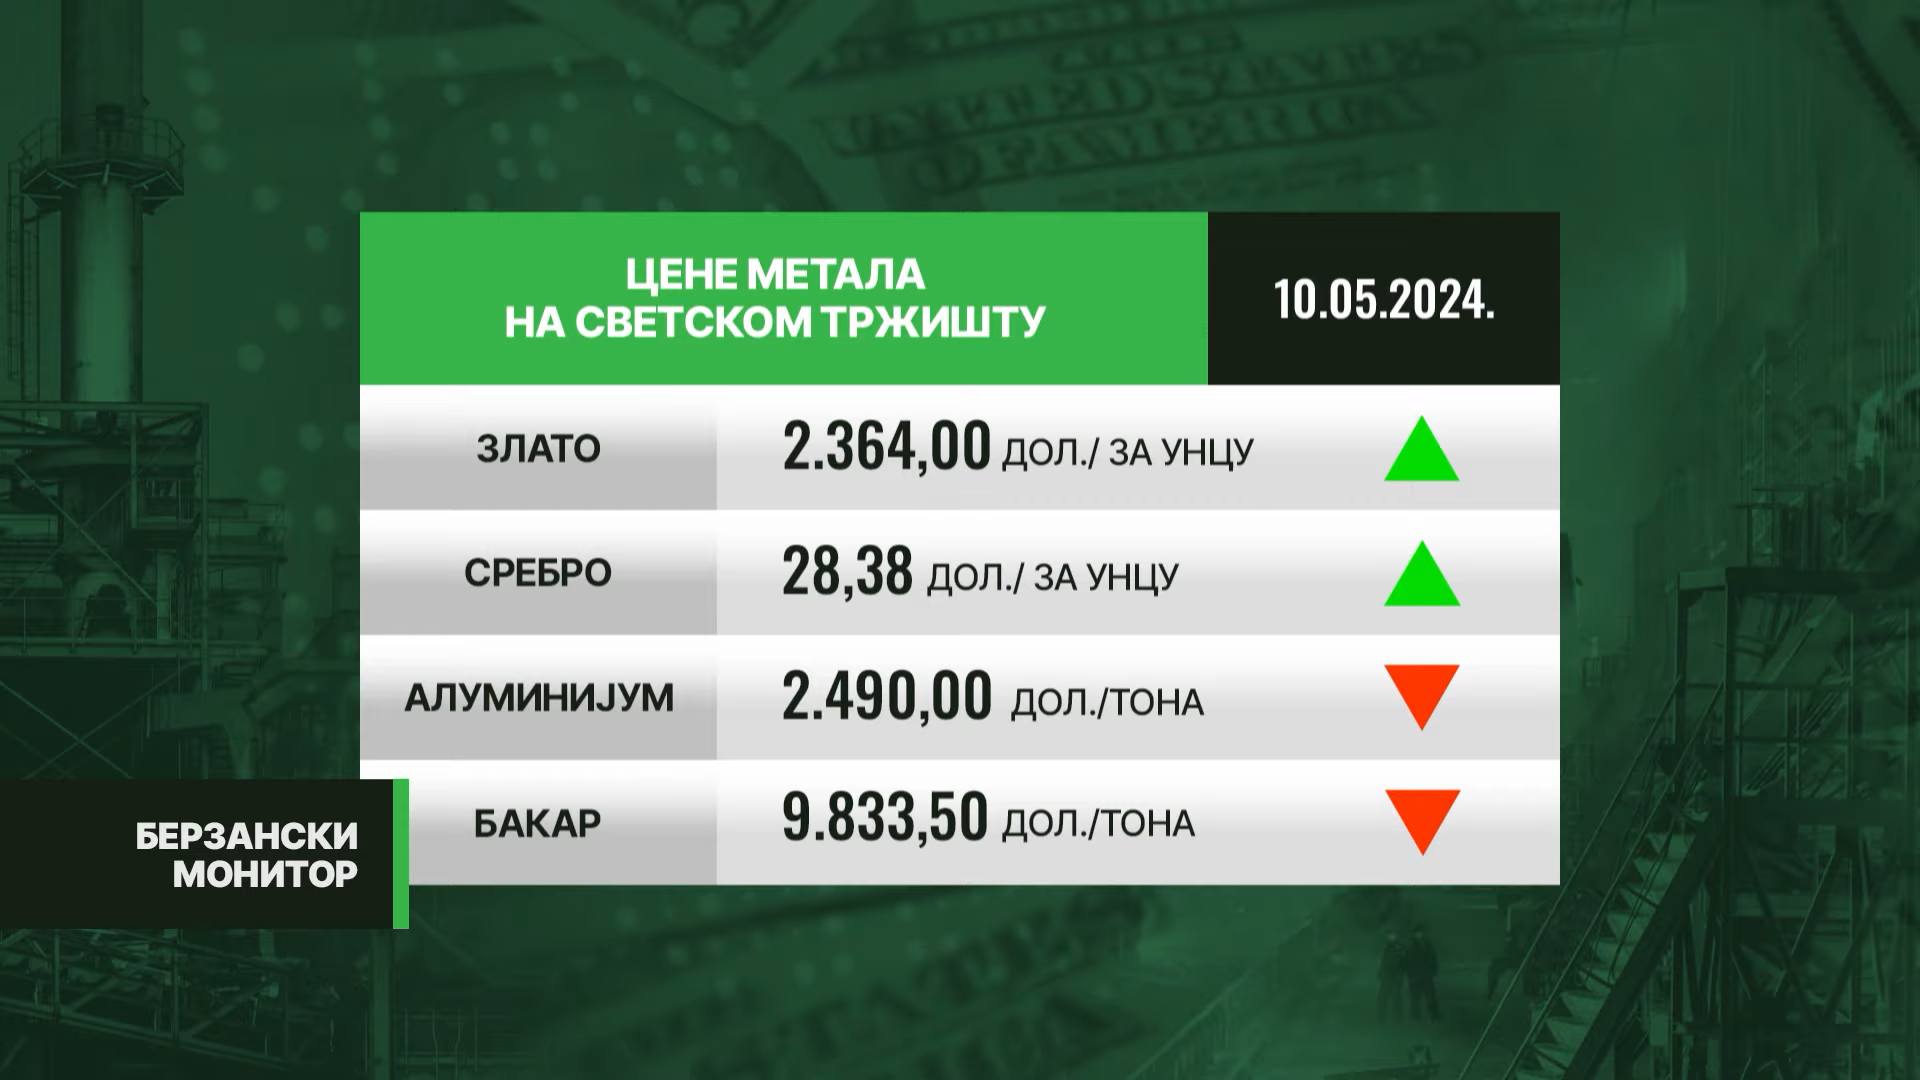 ЦЕНЕ МЕТАЛА
НА СВЕТСКОМ ТРЖИШТУ
10.05.2024.
ЗЛАТО 2.364,00 ДОЛ./ ЗА УНЦУ
СРЕБРО 28,38 ДОЛ./ ЗА УНЦУ
АЛУМИНИЈУМ 2.490,00 ДОЛ./ТОНА
БАКАР 9.833,50 ДОЛ./ТОНА
БЕРЗАНСКИ
МОНИТОР